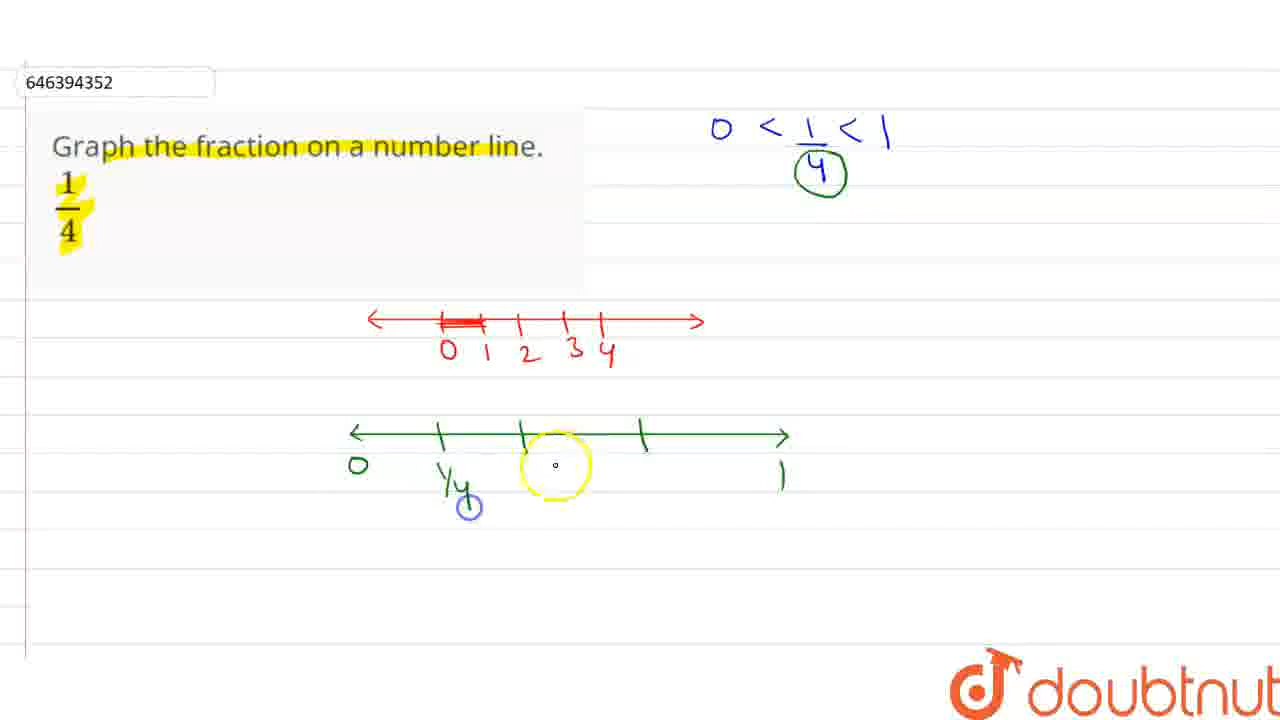 646394352
Graph the fraction on a number line.
1
4
0 < 1/4 < 1
0 1 2 3 4
0 1/4 1
doubtnut